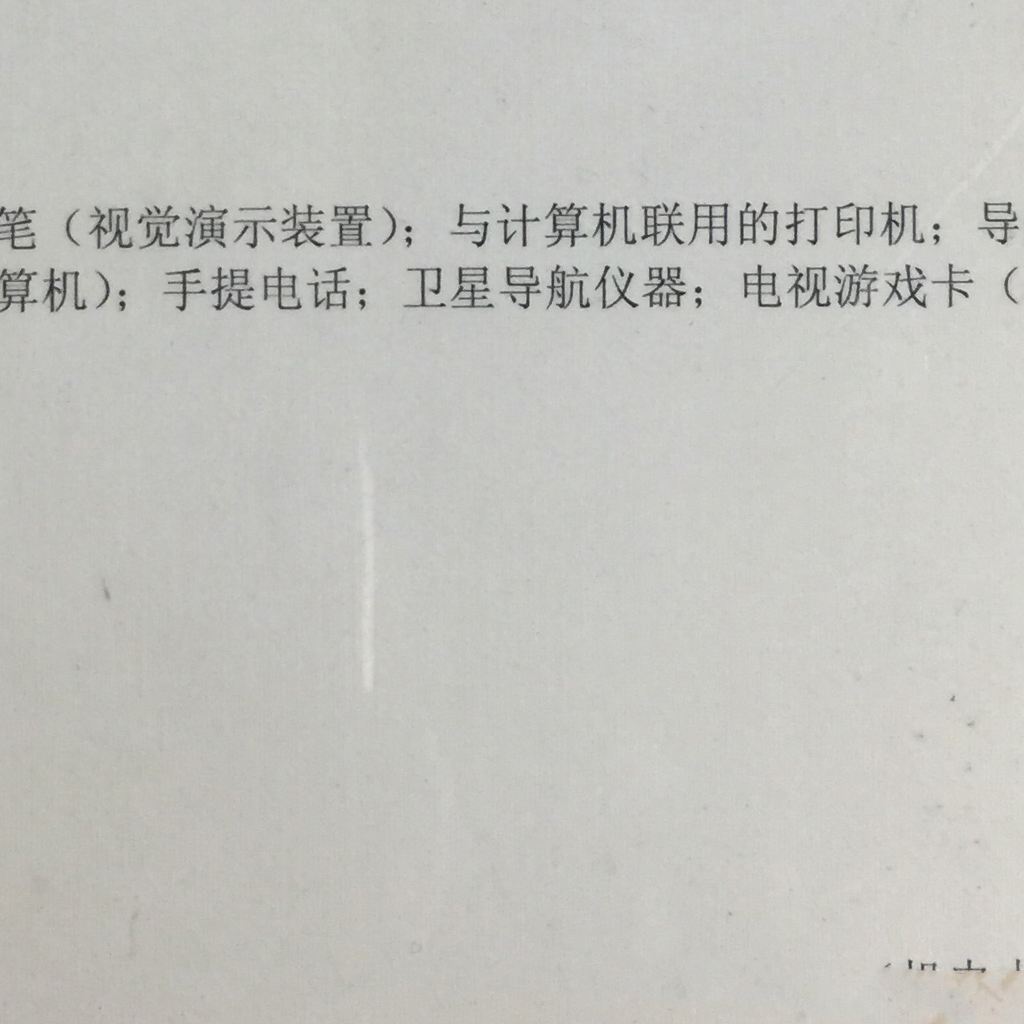 笔（视觉演示装置）；与计算机联用的打印机；导
算机）；手提电话；卫星导航仪器；电视游戏卡（